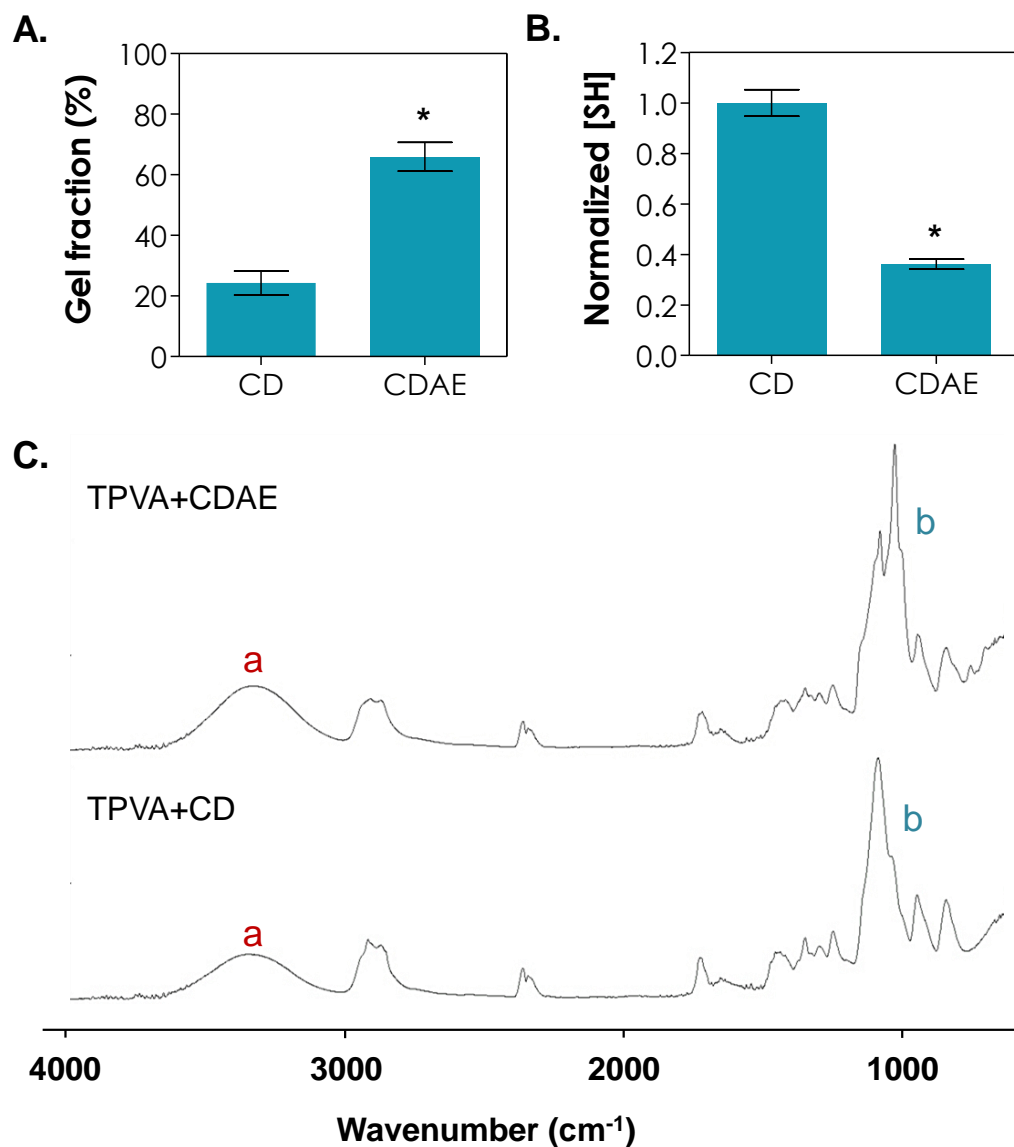 A.
Gel fraction (%)
100
80
60
40
20
0
*
CD
CDAE
B.
Normalized [SH]
1.2
1.0
0.8
0.6
0.4
0.2
0.0
*
CD
CDAE
C.
TPVA+CDAE
a
b
TPVA+CD
a
b
4000
3000
2000
1000
Wavenumber (cm-1)